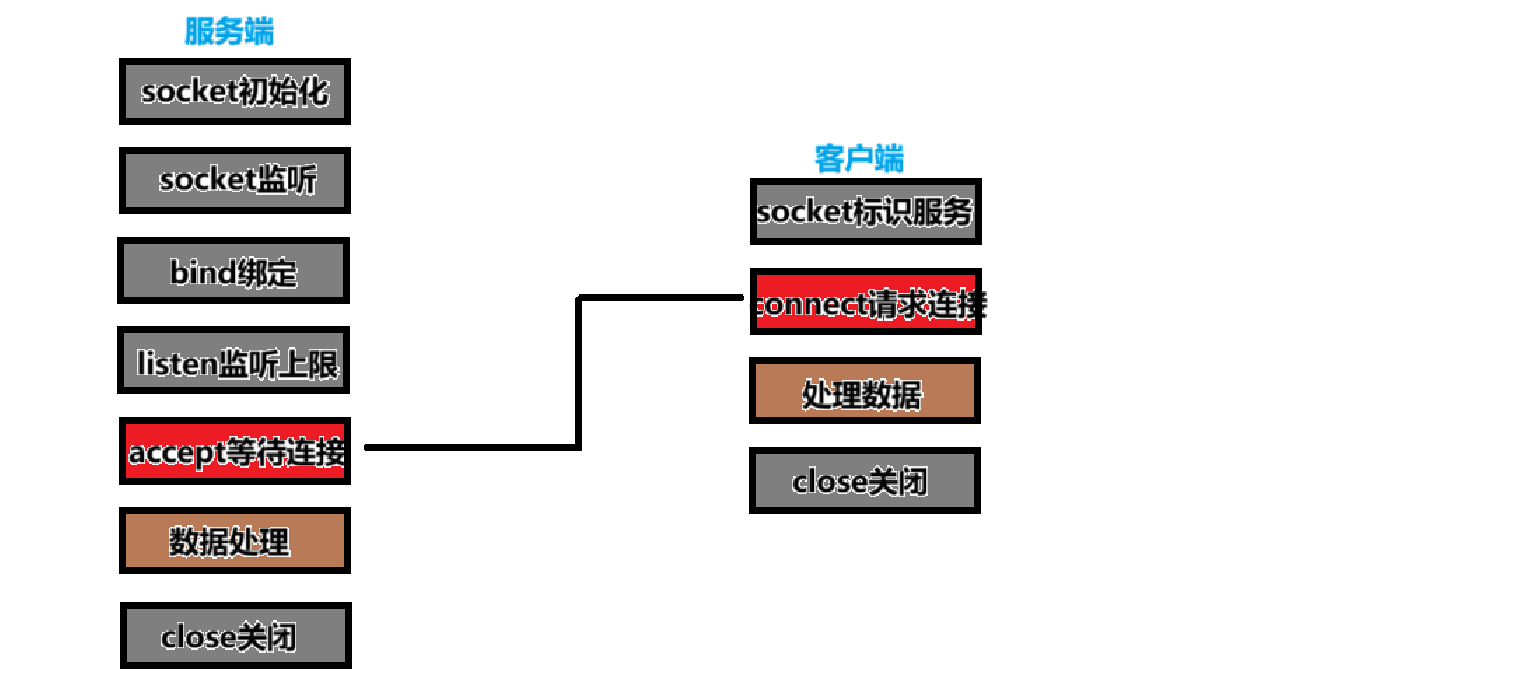 服务端
socket初始化
socket监听
bind绑定
listen监听上限
accept等待连接
数据处理
close关闭
客户端
socket标识服务
connect请求连接
处理数据
close关闭